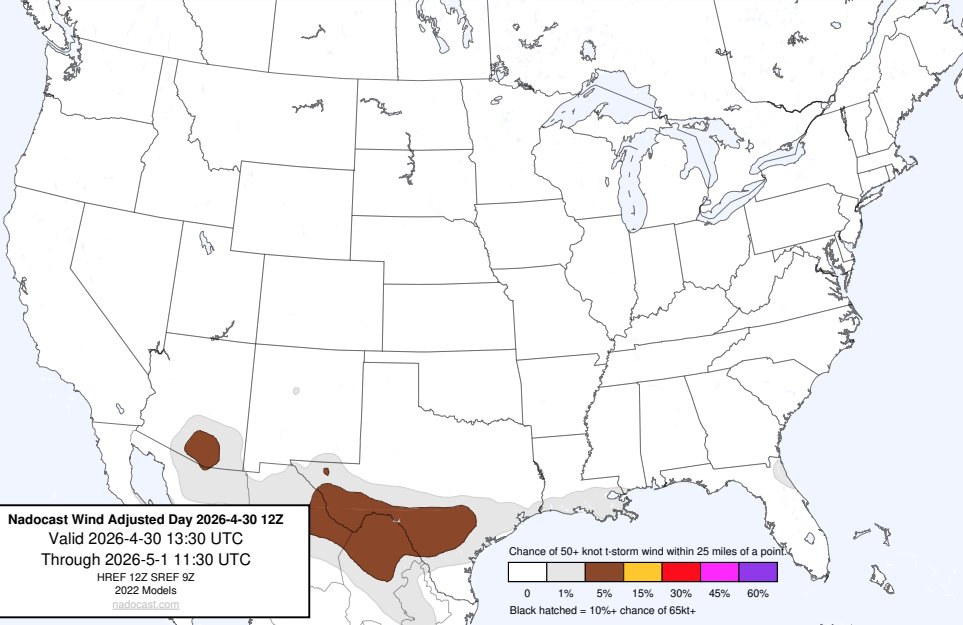 Nadocast Wind Adjusted Day 2026-4-30 12Z
Valid 2026-4-30 13:30 UTC
Through 2026-5-1 11:30 UTC
HREF 12Z SREF 9Z
2022 Models
nadocast.com
Chance of 50+ knot t-storm wind within 25 miles of a point.
0 1% 5% 15% 30% 45% 60%
Black hatched = 10%+ chance of 65kt+